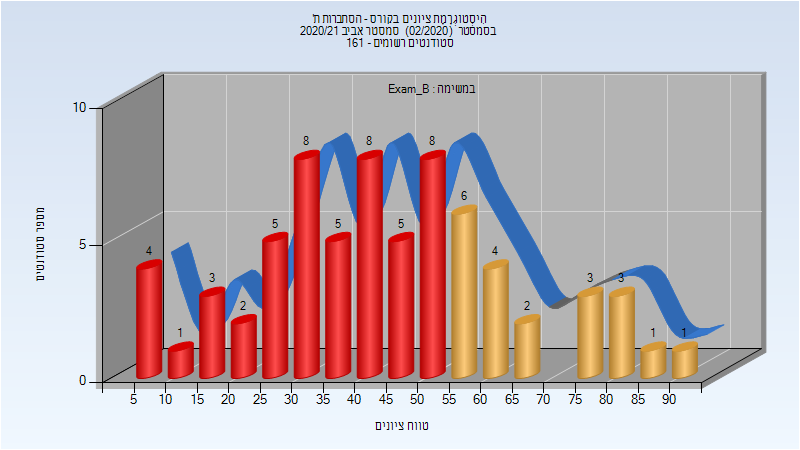 היסטוגרמת ציונים בקורס - הסתברות ת'
בסמסטר (02/2020) סמסטר אביב 2020/21
סטודנטים רשומים - 161
במשימה : Exam_B
מספר סטודנטים
10
5
0
4 1 3 2 5 8 5 8 5 8 6 4 2 3 3 1 1
5 10 15 20 25 30 35 40 45 50 55 60 65 70 75 80 85 90
טווח ציונים